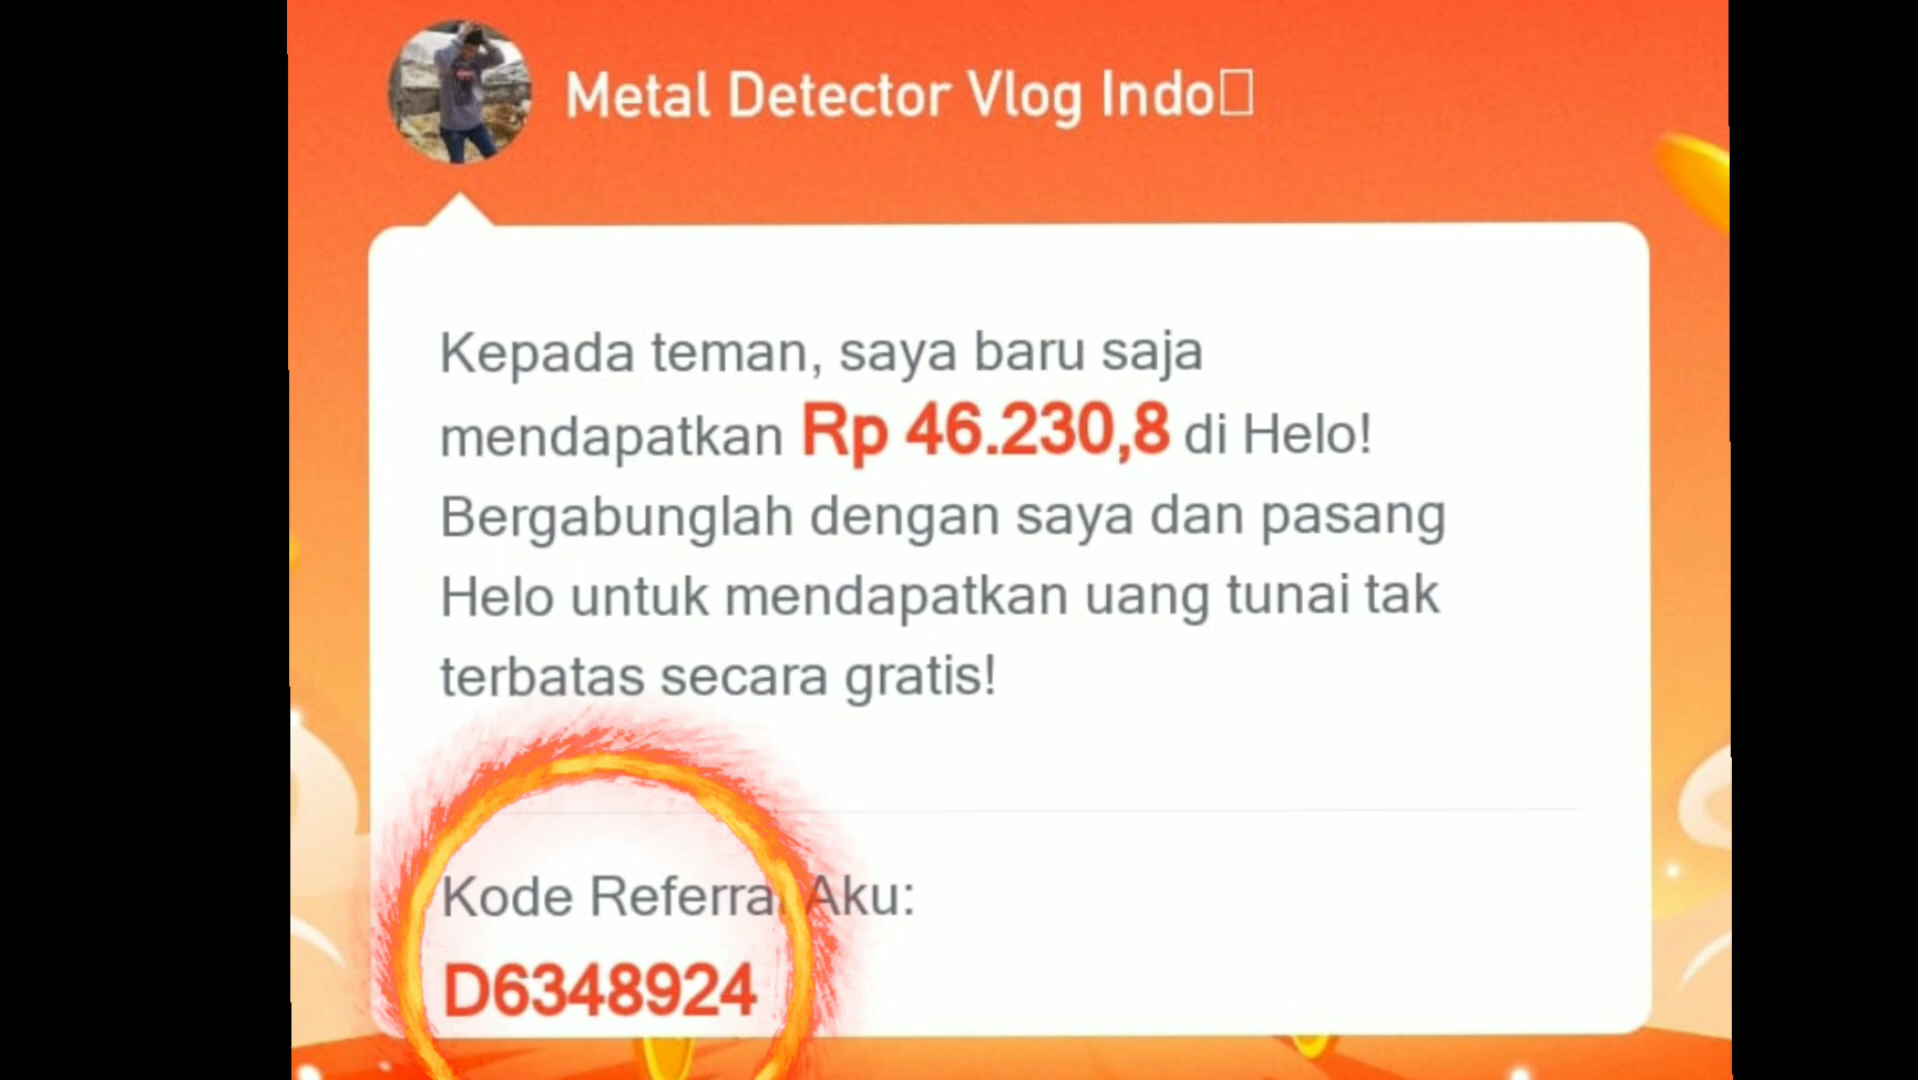 Metal Detector Vlog Indo
Kepada teman, saya baru saja
mendapatkan Rp 46.230,8 di Helo!
Bergabunglah dengan saya dan pasang
Helo untuk mendapatkan uang tunai tak
terbatas secara gratis!
Kode Referral Aku:
D6348924